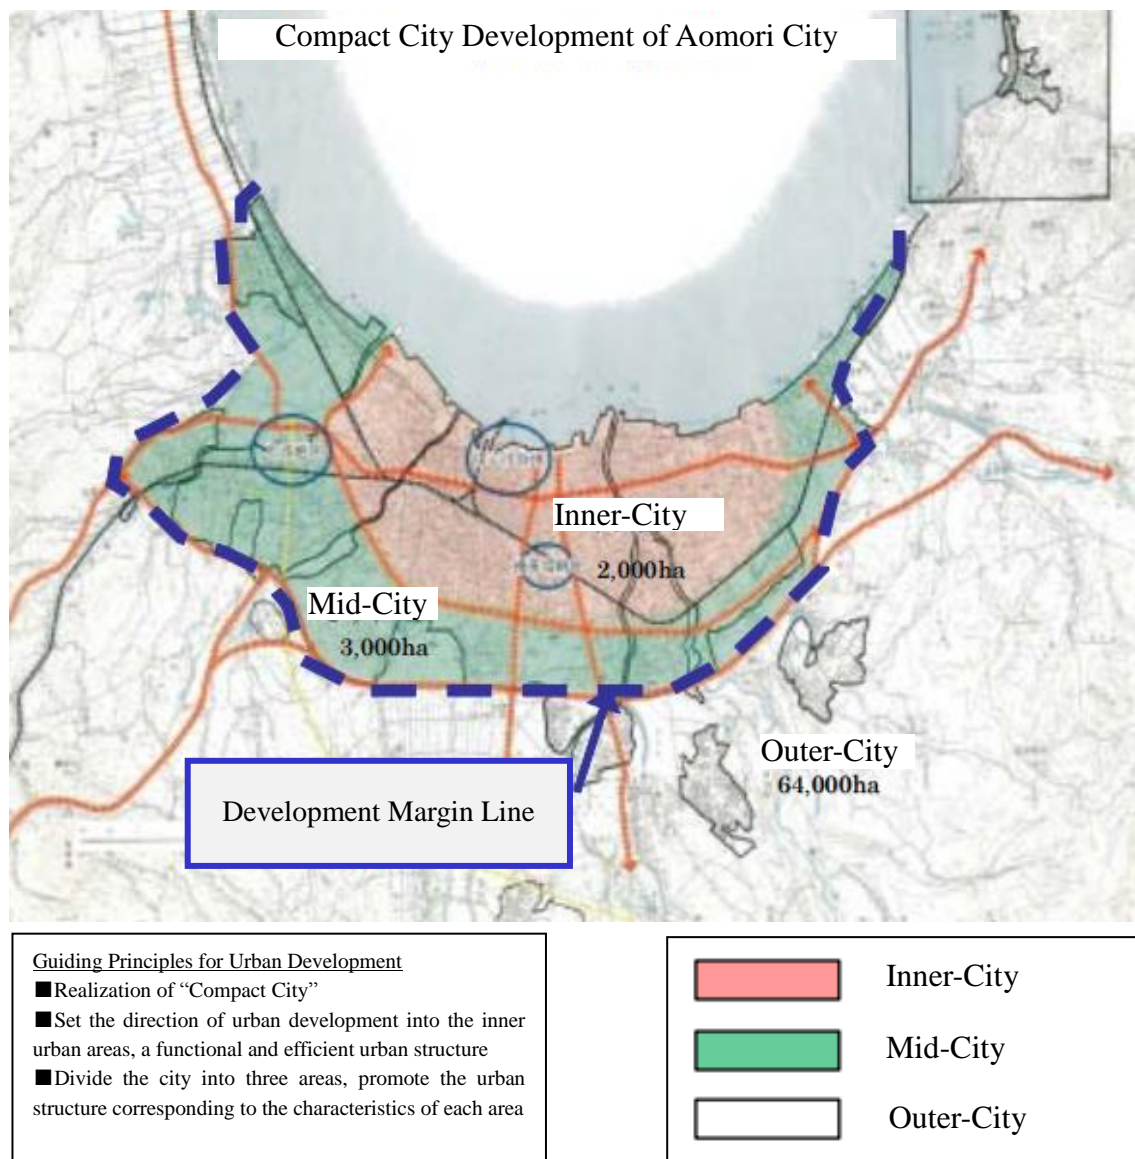 Compact City Development of Aomori City
Inner-City
2,000ha
Mid-City
3,000ha
Outer-City
64,000ha
Development Margin Line
Guiding Principles for Urban Development
■Realization of “Compact City”
■Set the direction of urban development into the inner
urban areas, a functional and efficient urban structure
■Divide the city into three areas, promote the urban
structure corresponding to the characteristics of each area
Inner-City
Mid-City
Outer-City